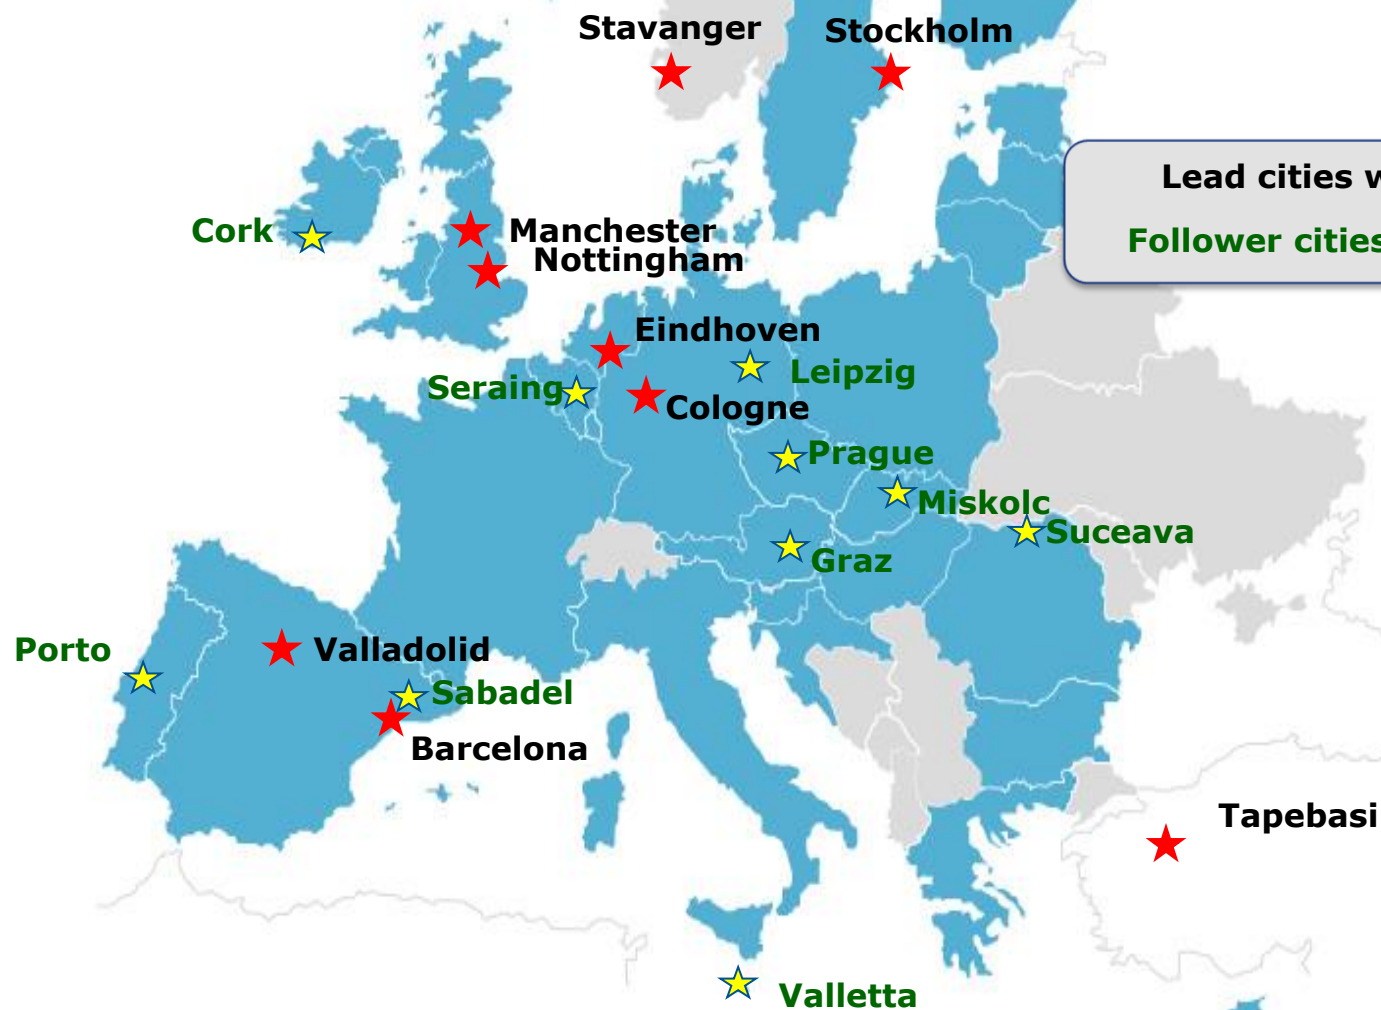 Stavanger
Stockholm
Lead cities w
Cork
Manchester
Follower cities
Nottingham
Eindhoven
Leipzig
Seraing
Cologne
Prague
Miskolc
Suceava
Graz
Porto
Valladolid
Sabadel
Barcelona
Tapebasi
Valletta